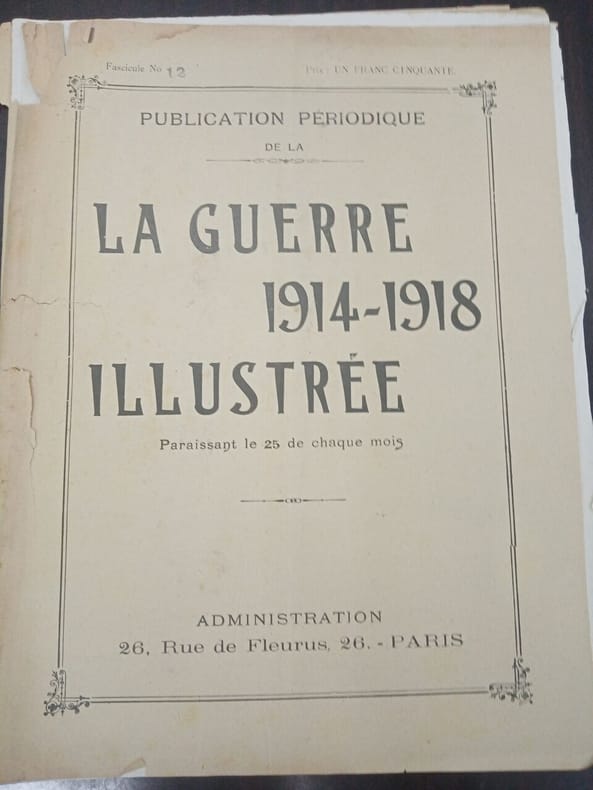 Fascicule No 12
Prix : UN FRANC CINQUANTE
PUBLICATION PÉRIODIQUE
DE LA
LA GUERRE
1914-1918
ILLUSTRÉE
Paraissant le 25 de chaque mois
ADMINISTRATION
26, Rue de Fleurus, 26. - PARIS